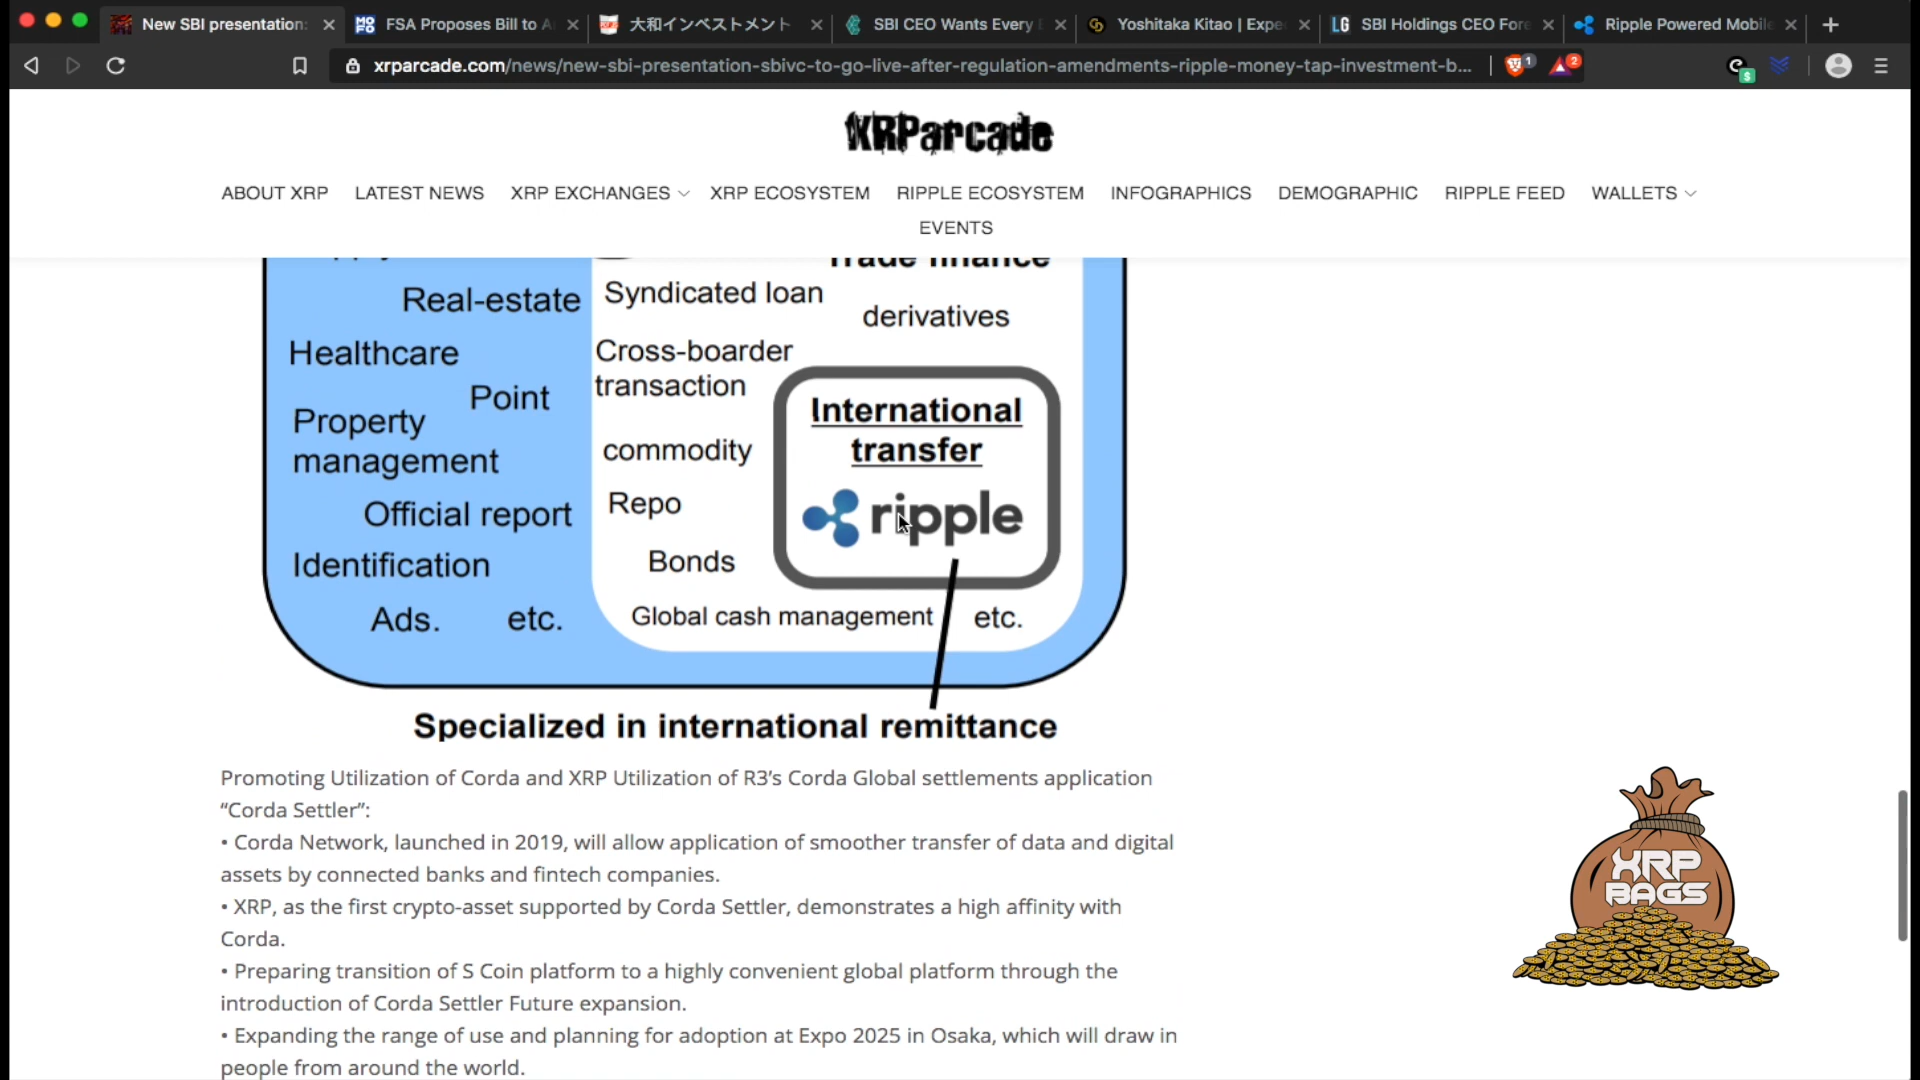 New SBI presentation:
FSA Proposes Bill to A
大和インベストメント
SBI CEO Wants Every
Yoshitaka Kitao | Expe
LG SBI Holdings CEO Fore
Ripple Powered Mobile
xrparcade.com/news/new-sbi-presentation-sbivc-to-go-live-after-regulation-amendments-ripple-money-tap-investment-b...
1
2
XRParcade
ABOUT XRP LATEST NEWS XRP EXCHANGES XRP ECOSYSTEM RIPPLE ECOSYSTEM INFOGRAPHICS DEMOGRAPHIC RIPPLE FEED WALLETS
EVENTS
Trade finance
Real-estate
Syndicated loan
derivatives
Healthcare
Cross-boarder
transaction
Point
Property
management
commodity
International
transfer
ripple
Official report
Repo
Identification
Bonds
Ads. etc.
Global cash management etc.
Specialized in international remittance
Promoting Utilization of Corda and XRP Utilization of R3’s Corda Global settlements application
“Corda Settler”:
• Corda Network, launched in 2019, will allow application of smoother transfer of data and digital
assets by connected banks and fintech companies.
• XRP, as the first crypto-asset supported by Corda Settler, demonstrates a high affinity with
Corda.
• Preparing transition of S Coin platform to a highly convenient global platform through the
introduction of Corda Settler Future expansion.
• Expanding the range of use and planning for adoption at Expo 2025 in Osaka, which will draw in
people from around the world.
XRP
BAGS